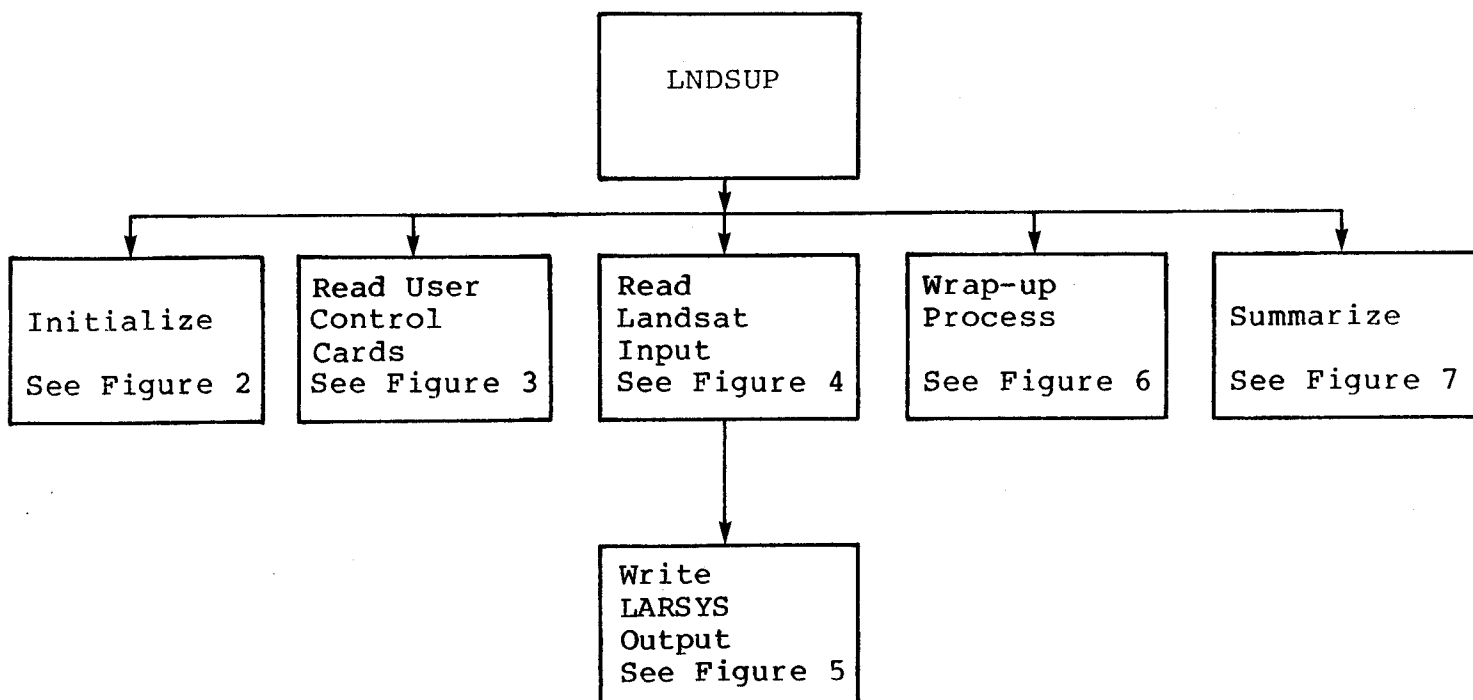 LNDSUP
Initialize
See Figure 2
Read User
Control
Cards
See Figure 3
Read
Landsat
Input
See Figure 4
Wrap-up
Process
See Figure 6
Summarize
See Figure 7
Write
LARSYS
Output
See Figure 5